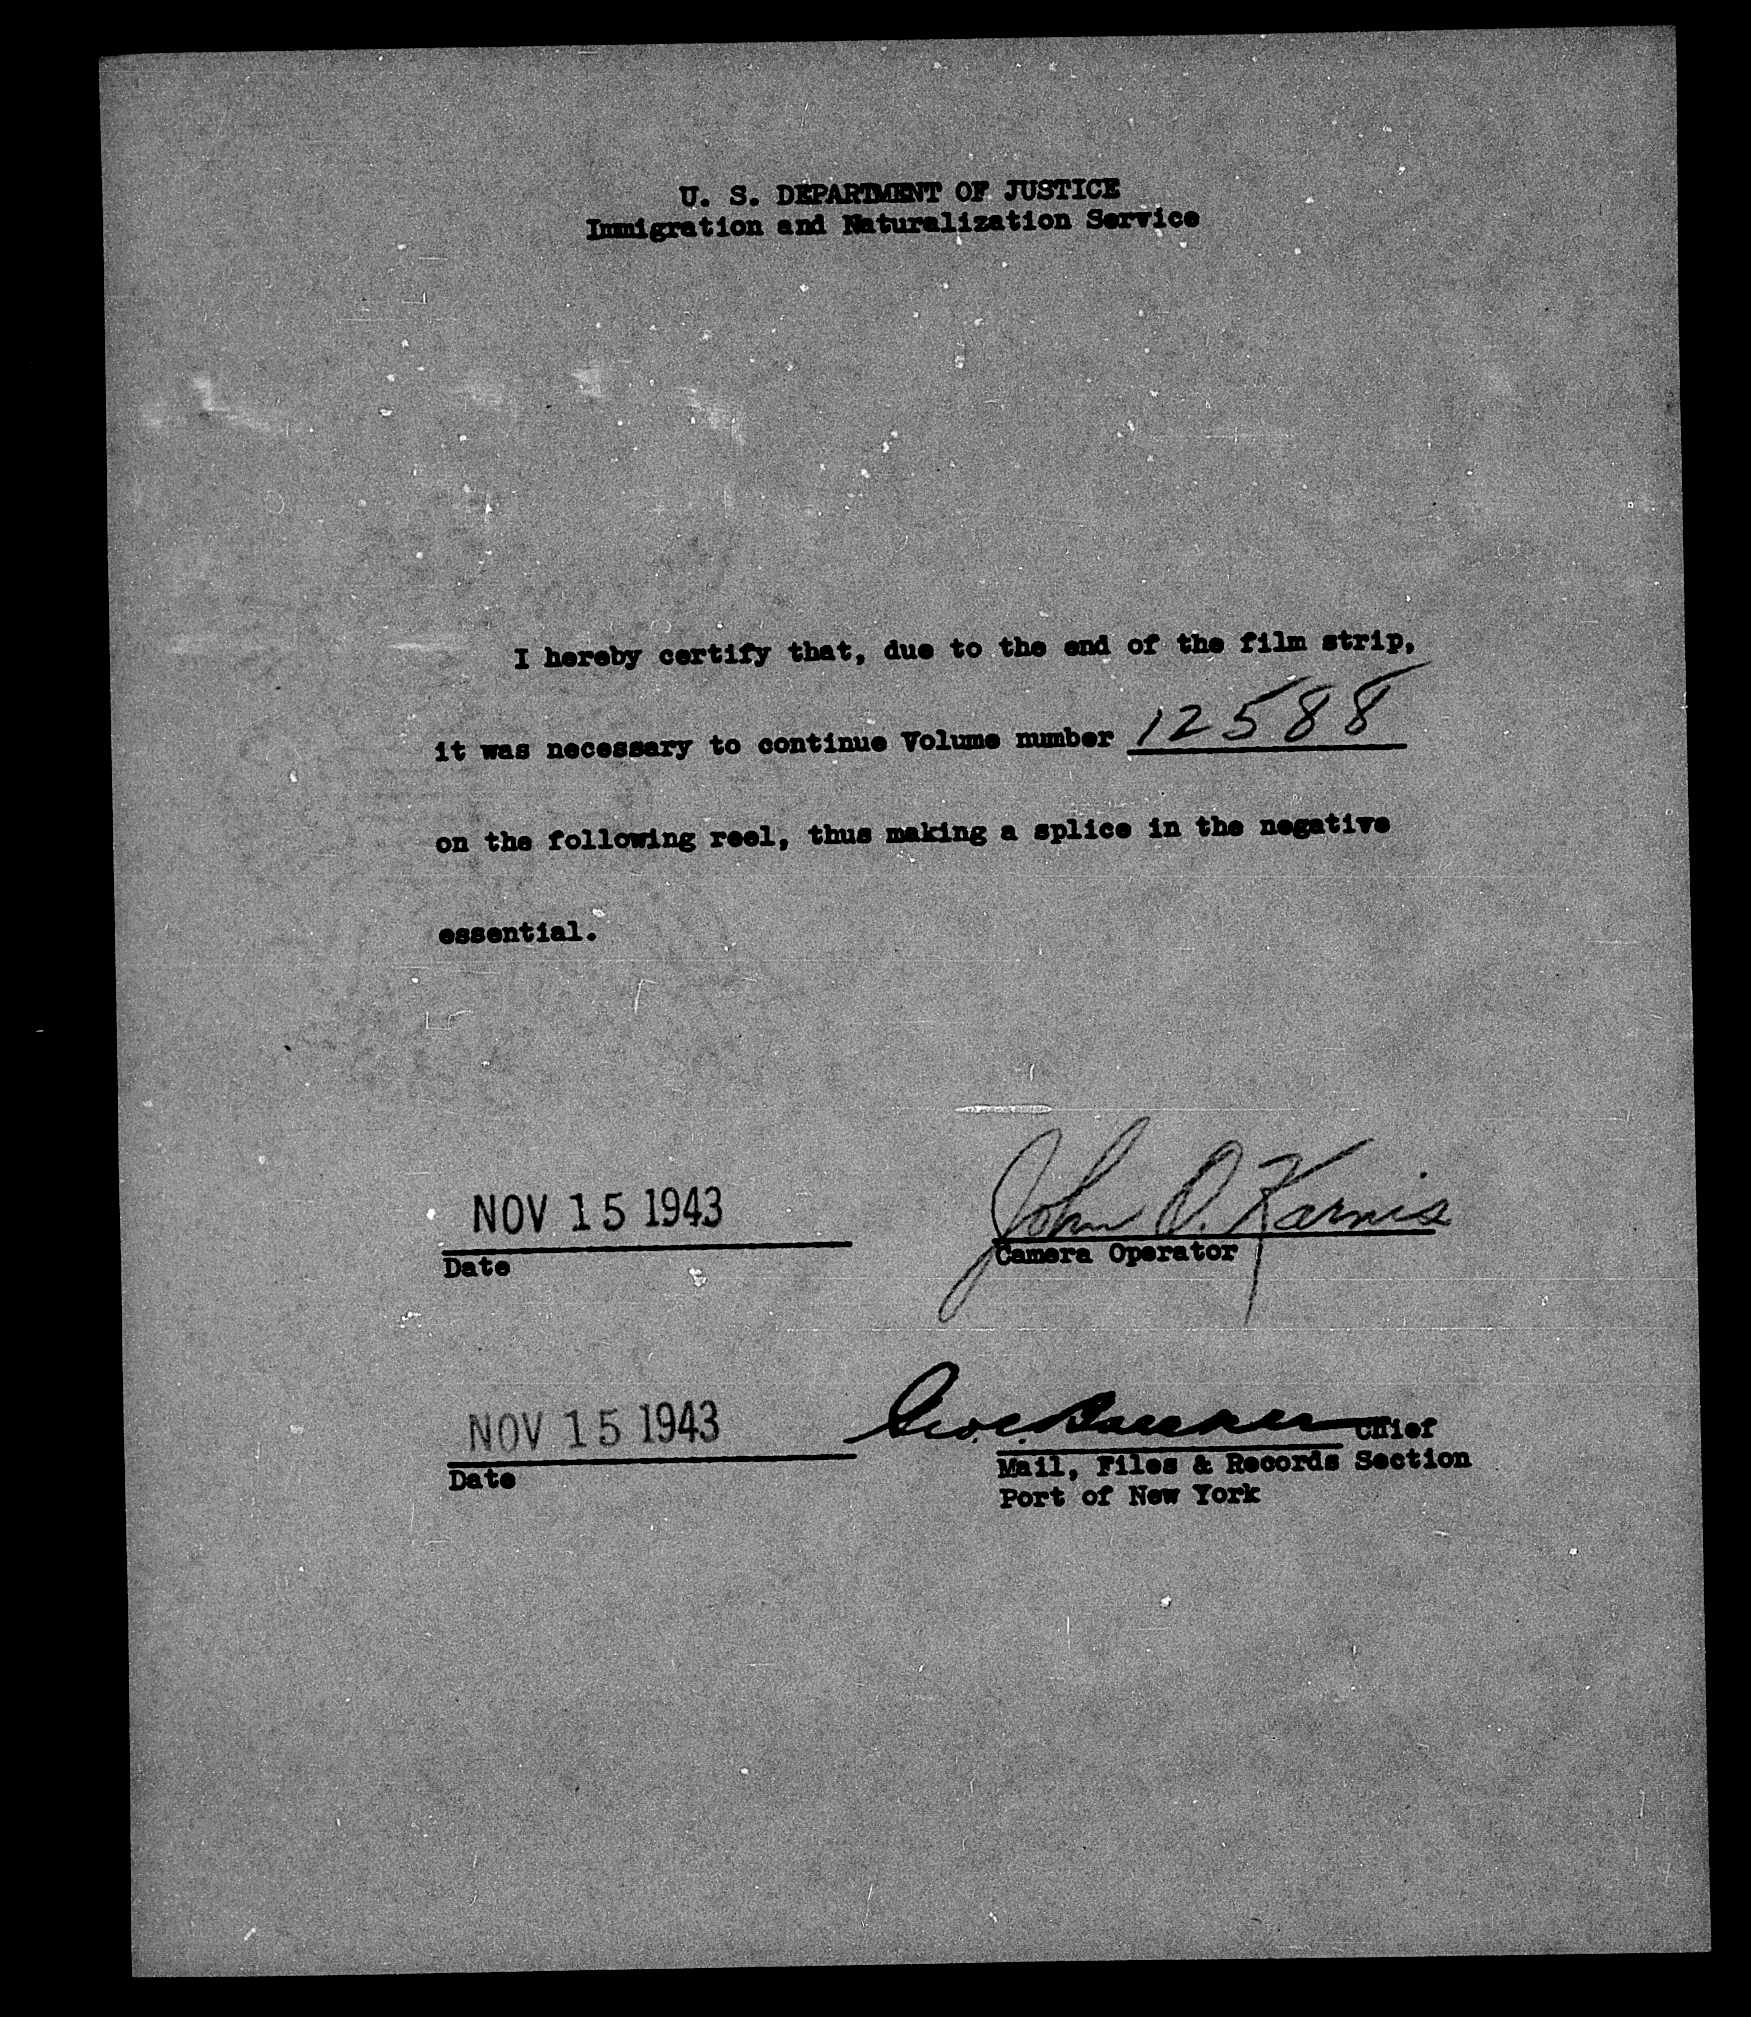 U. S. DEPARTMENT OF JUSTICE
Immigration and Naturalization Service
I hereby certify that, due to the end of the film strip,
it was necessary to continue Volume number 12588
on the following reel, thus making a splice in the negative
essential.
NOV 15 1943
John O. Karnis
Date
Camera Operator
NOV 15 1943
Chief
Date
Mail, Files & Records Section
Port of New York